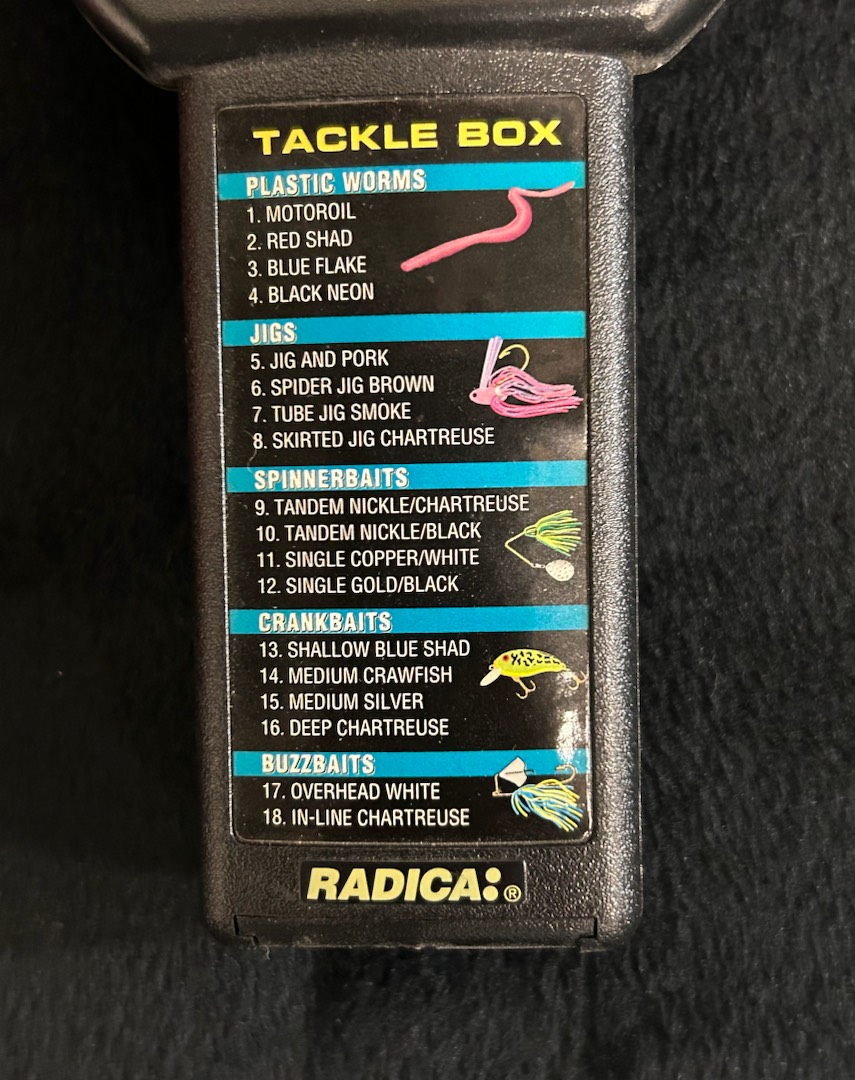 TACKLE BOX
PLASTIC WORMS
1. MOTOROIL
2. RED SHAD
3. BLUE FLAKE
4. BLACK NEON
JIGS
5. JIG AND PORK
6. SPIDER JIG BROWN
7. TUBE JIG SMOKE
8. SKIRTED JIG CHARTREUSE
SPINNERBAITS
9. TANDEM NICKLE/CHARTREUSE
10. TANDEM NICKLE/BLACK
11. SINGLE COPPER/WHITE
12. SINGLE GOLD/BLACK
CRANKBAITS
13. SHALLOW BLUE SHAD
14. MEDIUM CRAWFISH
15. MEDIUM SILVER
16. DEEP CHARTREUSE
BUZZBAITS
17. OVERHEAD WHITE
18. IN-LINE CHARTREUSE
RADICA:®